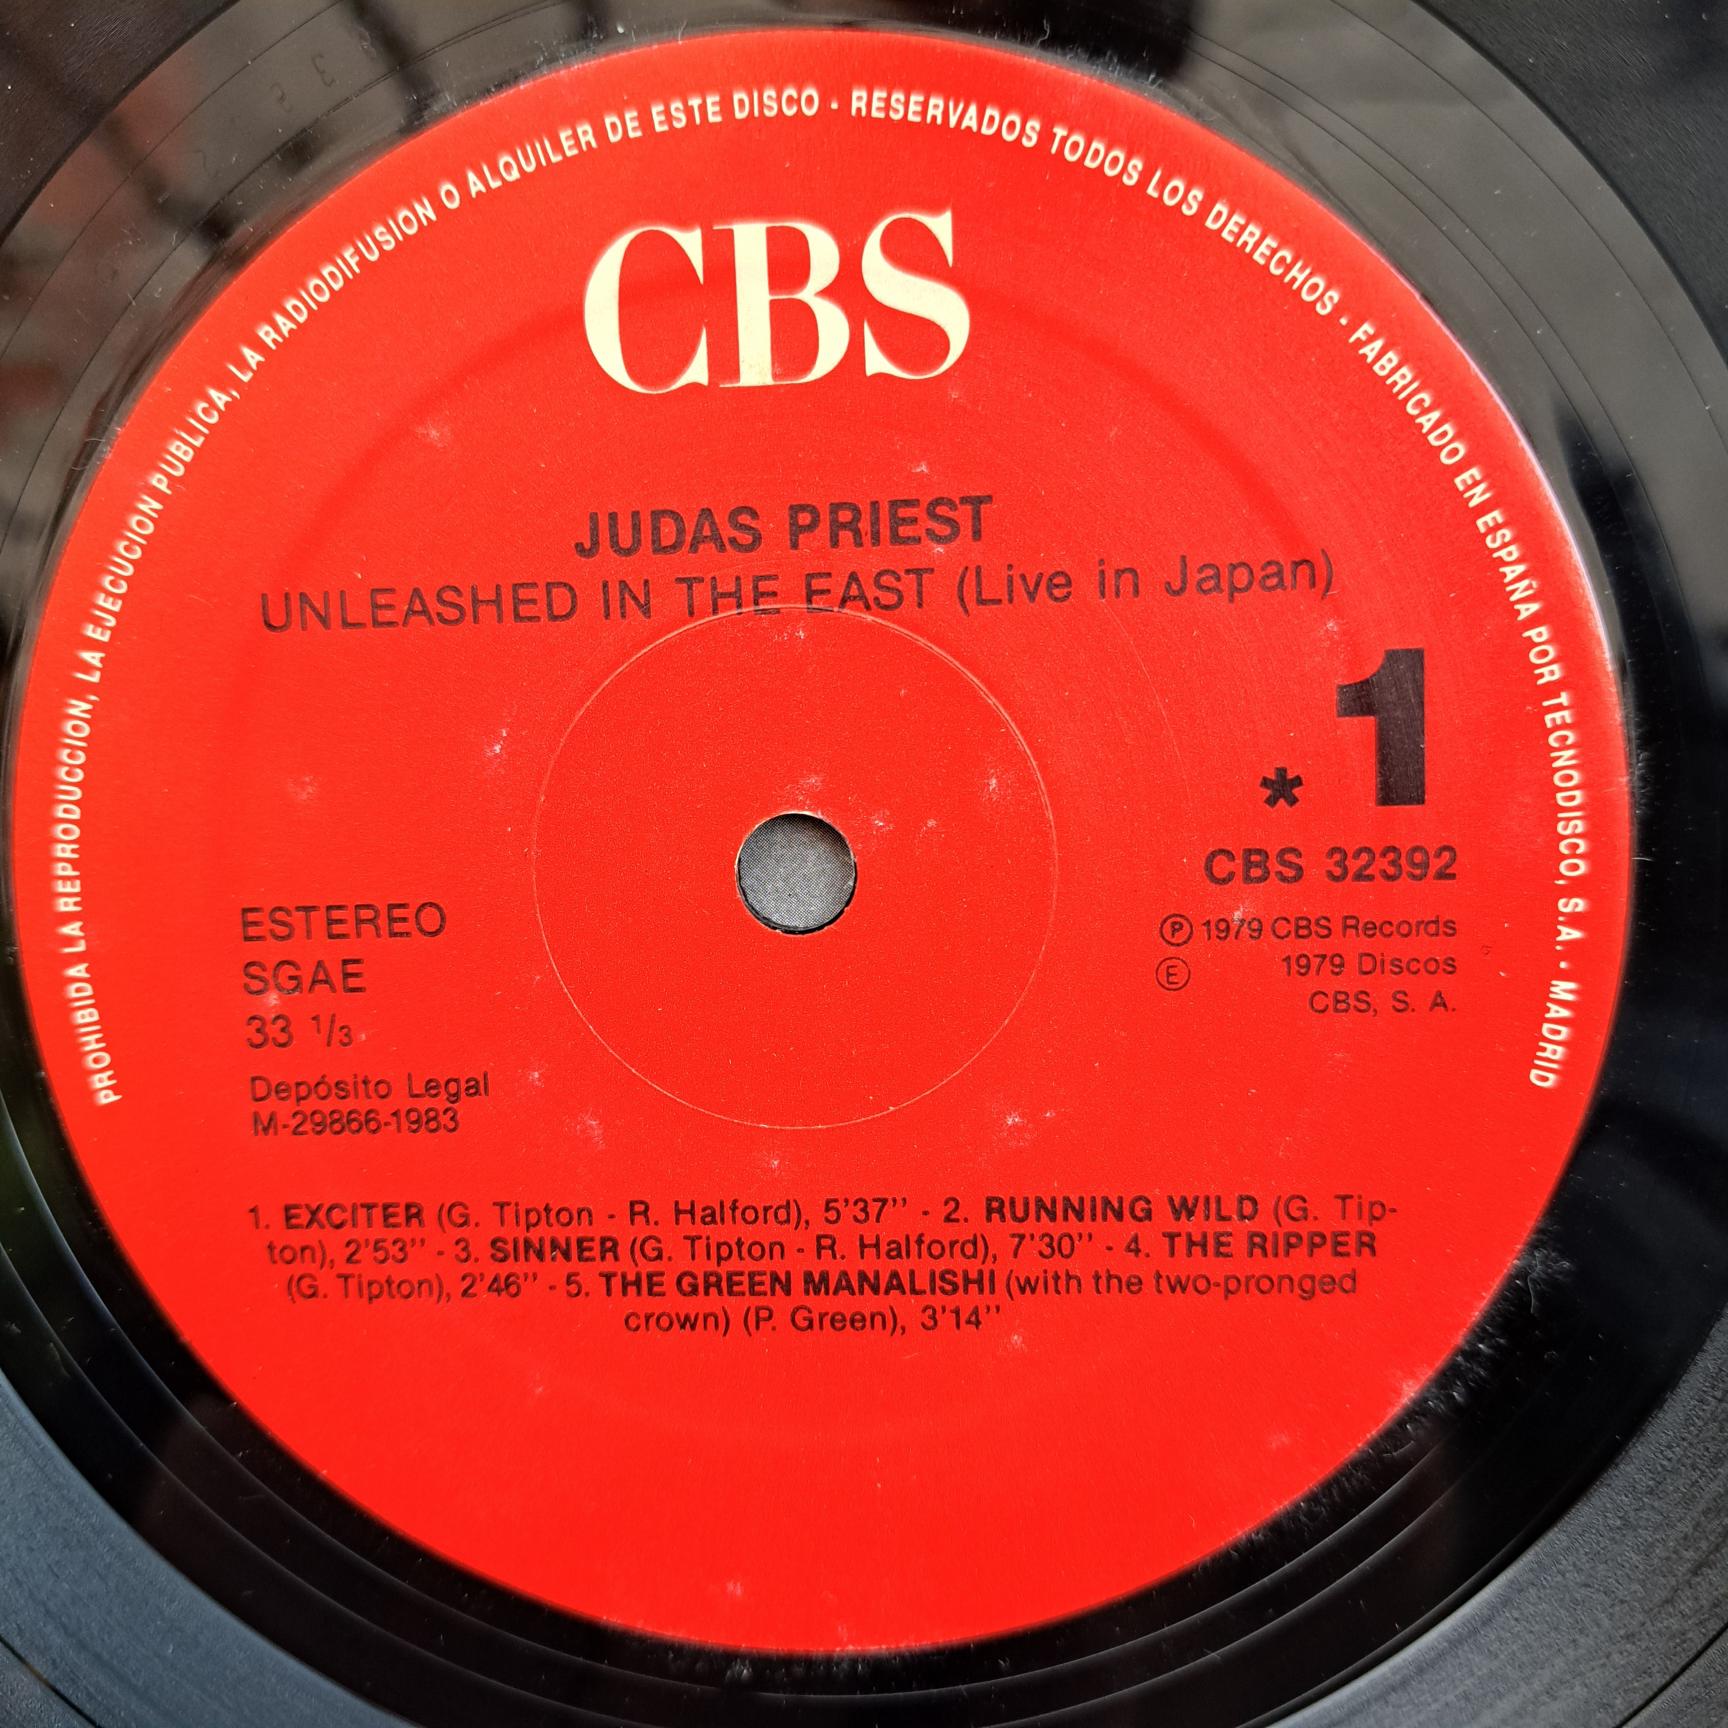 PROHIBIDA LA REPRODUCCION, LA EJECUCION PUBLICA, LA RADIODIFUSION O ALQUILER DE ESTE DISCO - RESERVADOS TODOS LOS DERECHOS - FABRICADO EN ESPAÑA POR TECNODISCO, S.A. - MADRID
CBS
JUDAS PRIEST
UNLEASHED IN THE EAST (Live in Japan)
* 1
CBS 32392
Ⓟ 1979 CBS Records
Ⓔ 1979 Discos
CBS, S. A.
ESTEREO
SGAE
33 1/3
Depósito Legal
M-29866-1983
1. EXCITER (G. Tipton - R. Halford), 5'37'' - 2. RUNNING WILD (G. Tip-
ton), 2'53'' - 3. SINNER (G. Tipton - R. Halford), 7'30'' - 4. THE RIPPER
(G. Tipton), 2'46'' - 5. THE GREEN MANALISHI (with the two-pronged
crown) (P. Green), 3'14''